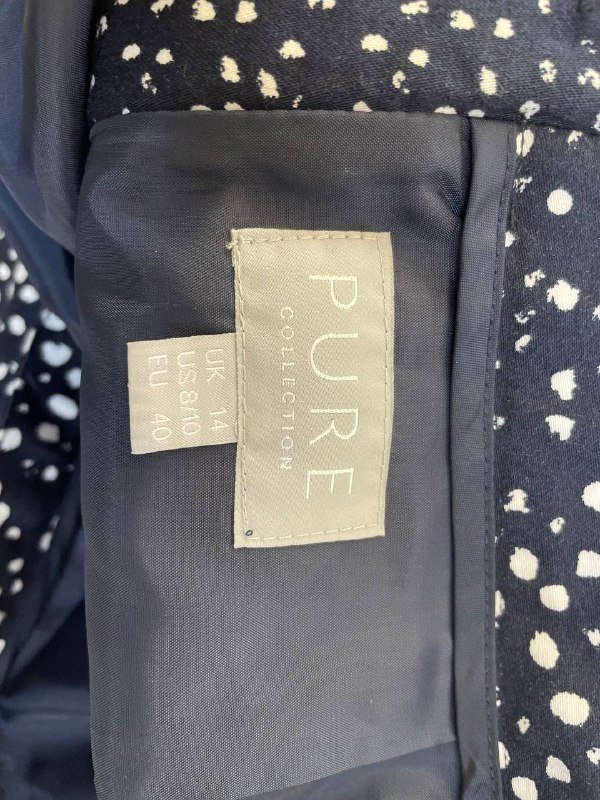 PURE
COLLECTION
UK 14
US 8/10
EU 40